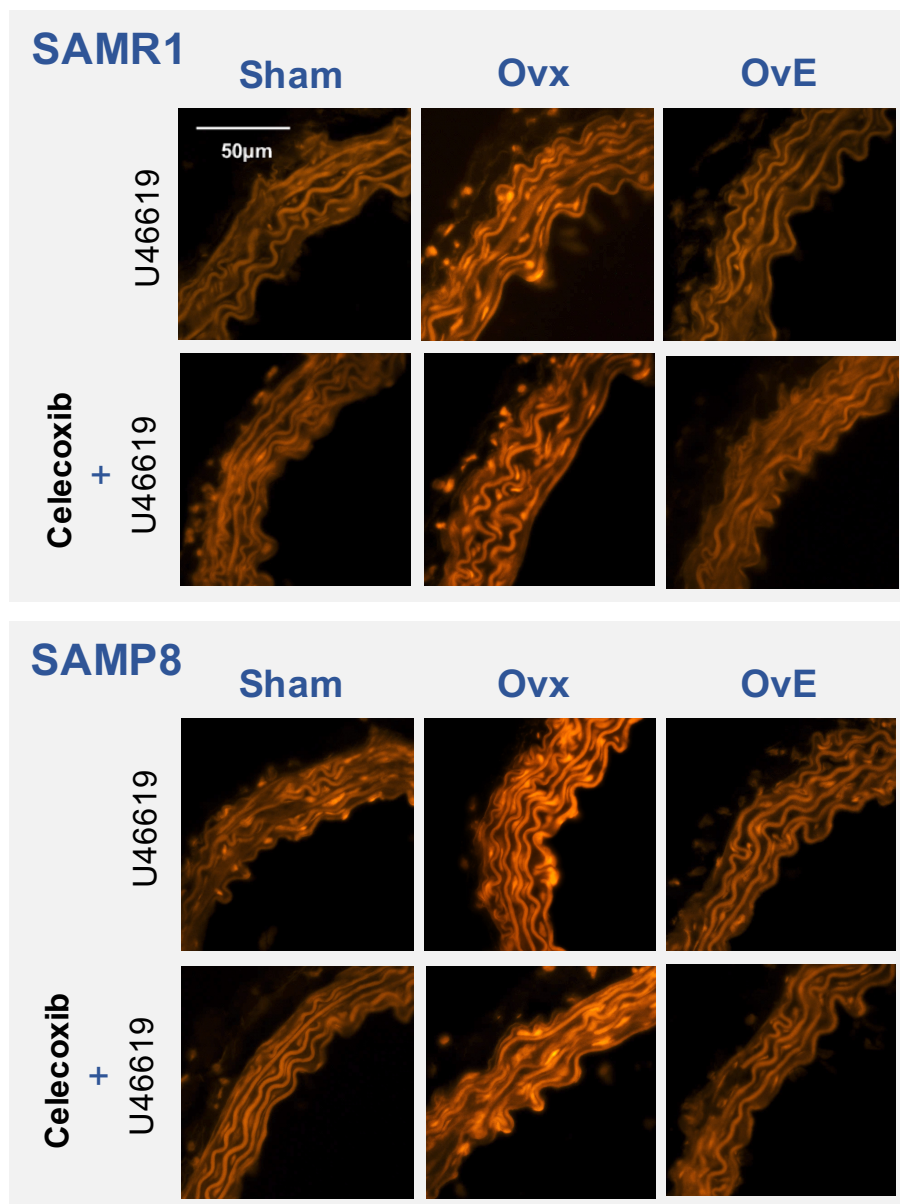 SAMR1
Sham Ovx OvE
50µm
U46619
Celecoxib
+
U46619
SAMP8
Sham Ovx OvE
U46619
Celecoxib
+
U46619